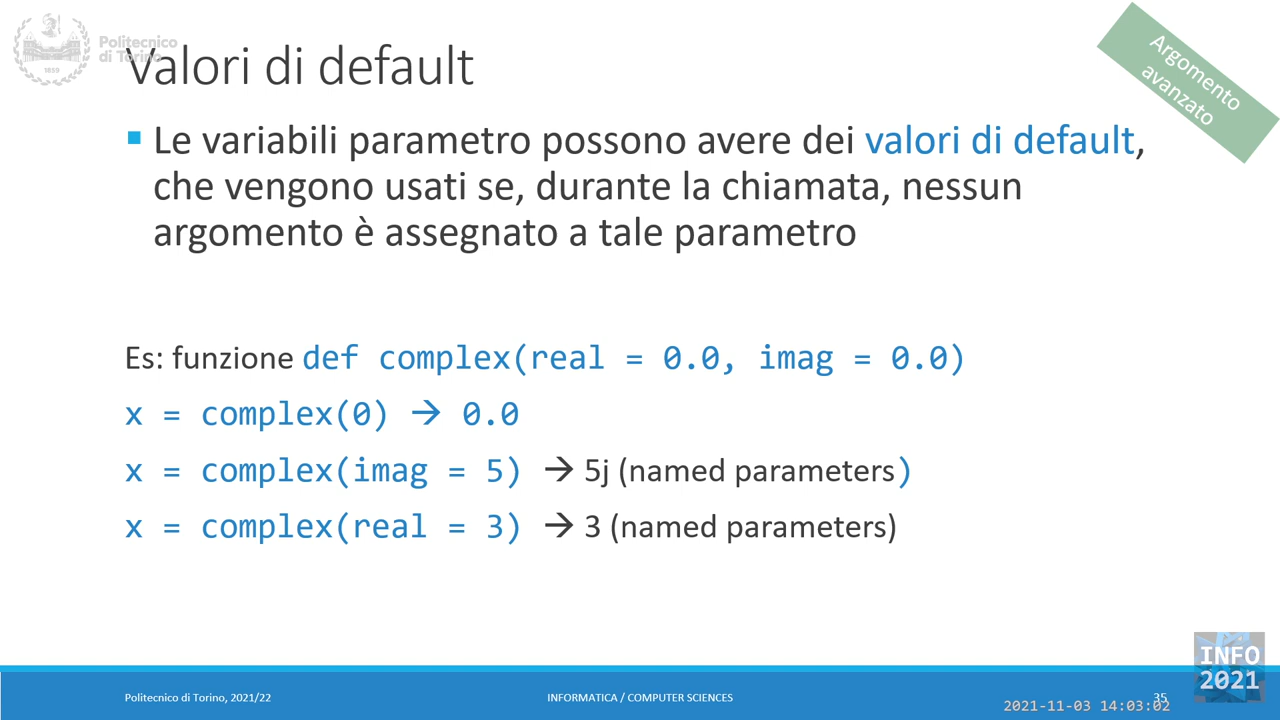 Politecnico
di Torino
1859
Valori di default
Argomento
avanzato
Le variabili parametro possono avere dei valori di default,
che vengono usati se, durante la chiamata, nessun
argomento è assegnato a tale parametro
Es: funzione def complex(real = 0.0, imag = 0.0)
x = complex(0) → 0.0
x = complex(imag = 5) → 5j (named parameters)
x = complex(real = 3) → 3 (named parameters)
INFO
2021
Politecnico di Torino, 2021/22
INFORMATICA / COMPUTER SCIENCES
35
2021-11-03 14:03:02